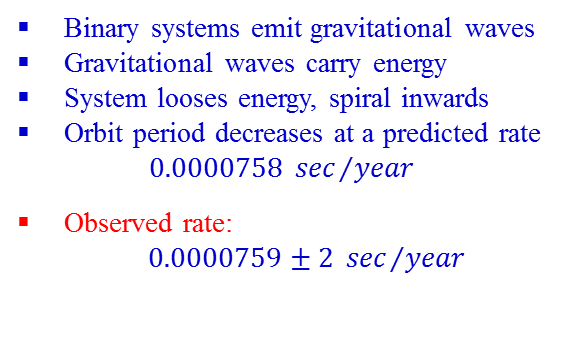 ▪ Binary systems emit gravitational waves
▪ Gravitational waves carry energy
▪ System looses energy, spiral inwards
▪ Orbit period decreases at a predicted rate
0.0000758 sec/year
▪ Observed rate:
0.0000759 ± 2 sec/year